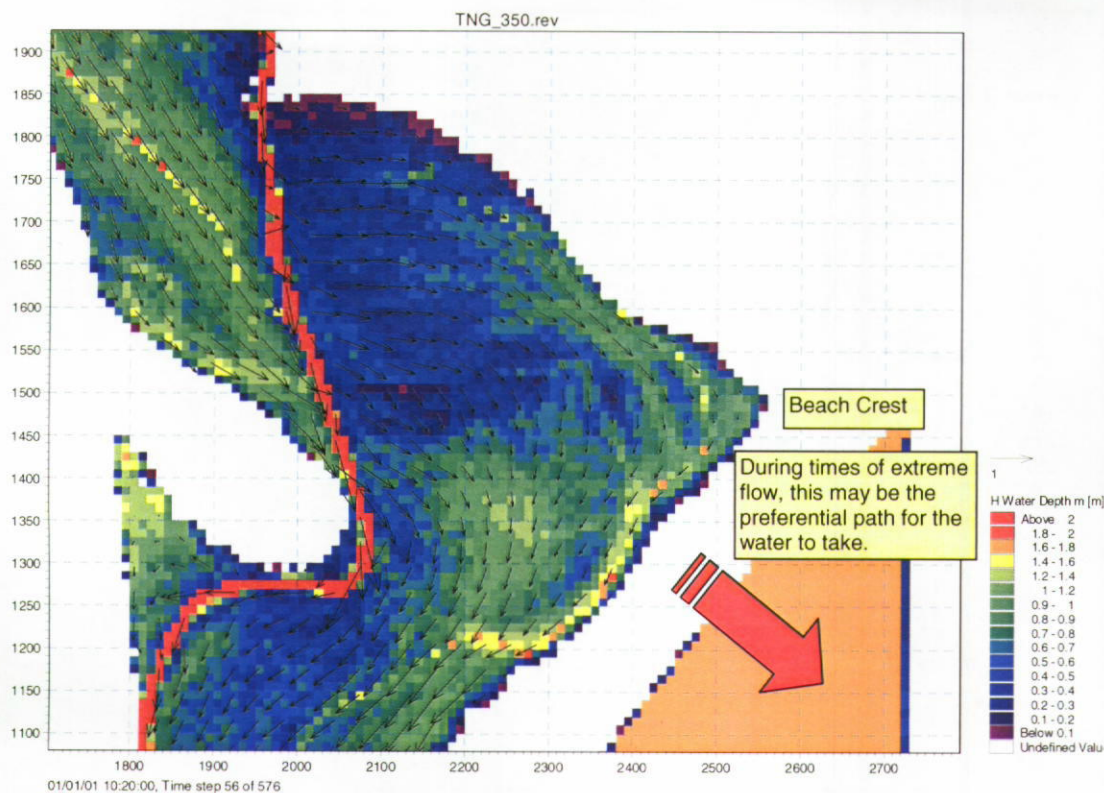 TNG_350.rev
1900
1850
1800
1750
1700
1650
1600
1550
1500
1450
1400
1350
1300
1250
1200
1150
1100
1800
1900
2000
2100
2200
2300
2400
2500
2600
2700
Beach Crest
During times of extreme
flow, this may be the
preferential path for the
water to take.
1
H Water Depth m [m]
Above 2
1.8 - 2
1.6 - 1.8
1.4 - 1.6
1.2 - 1.4
1 - 1.2
0.9 - 1
0.8 - 0.9
0.7 - 0.8
0.6 - 0.7
0.5 - 0.6
0.4 - 0.5
0.3 - 0.4
0.2 - 0.3
0.1 - 0.2
Below 0.1
Undefined Valu
01/01/01 10:20:00, Time step 56 of 576